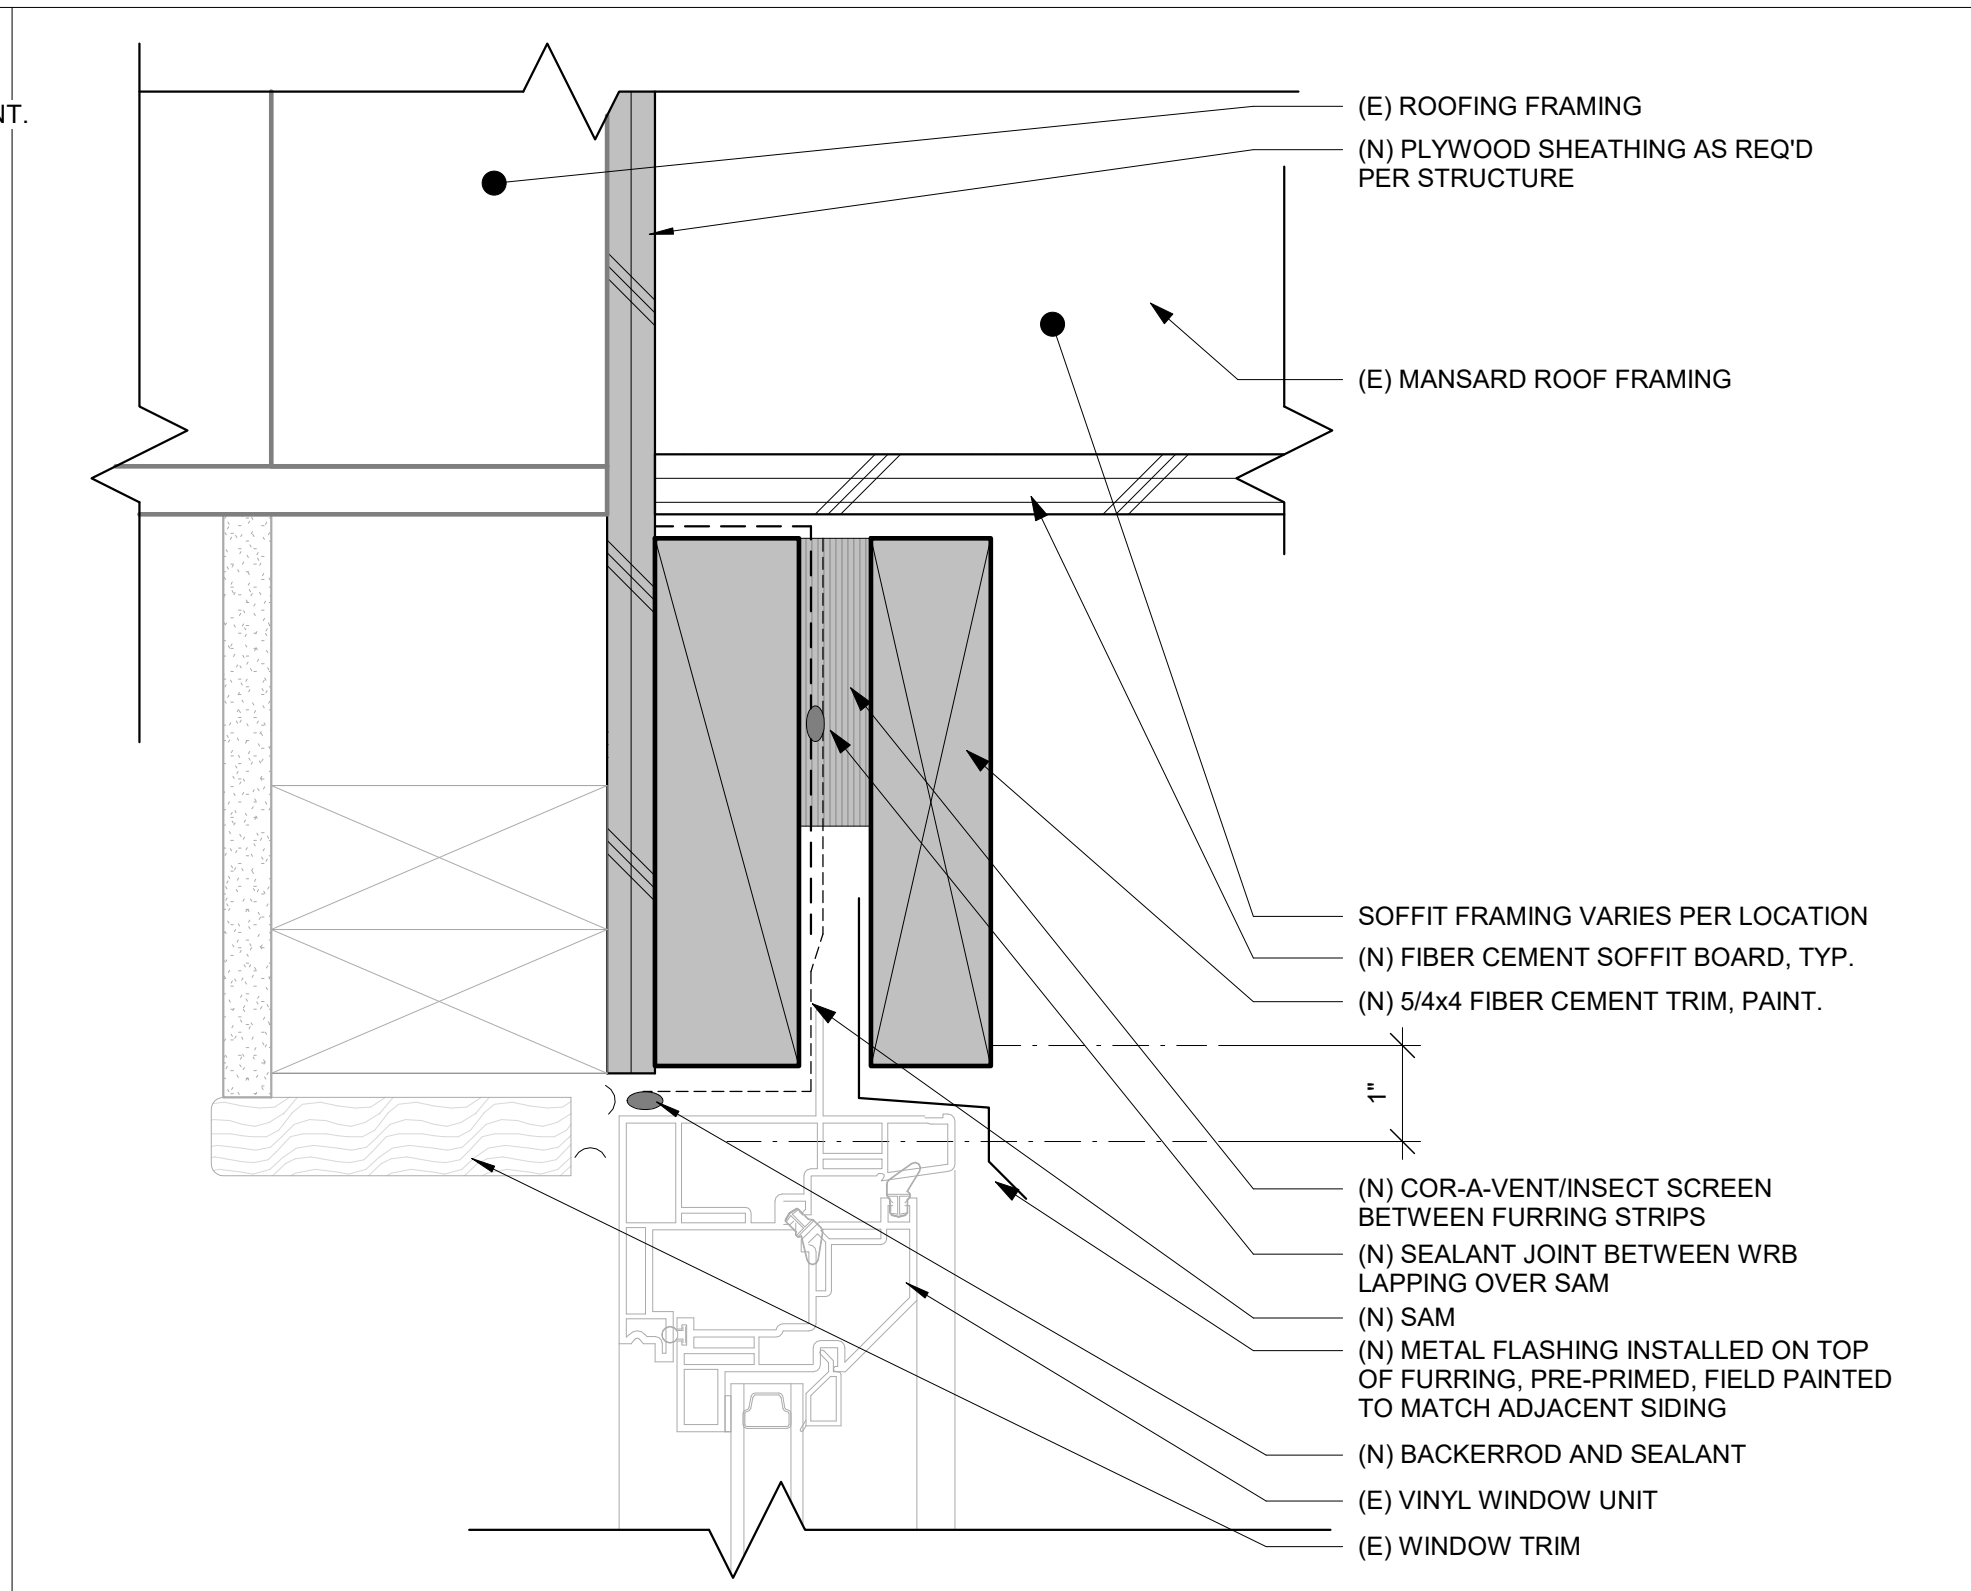 NT.
(E) ROOFING FRAMING
(N) PLYWOOD SHEATHING AS REQ'D
PER STRUCTURE
(E) MANSARD ROOF FRAMING
SOFFIT FRAMING VARIES PER LOCATION
(N) FIBER CEMENT SOFFIT BOARD, TYP.
(N) 5/4x4 FIBER CEMENT TRIM, PAINT.
1"
(N) COR-A-VENT/INSECT SCREEN
BETWEEN FURRING STRIPS
(N) SEALANT JOINT BETWEEN WRB
LAPPING OVER SAM
(N) SAM
(N) METAL FLASHING INSTALLED ON TOP
OF FURRING, PRE-PRIMED, FIELD PAINTED
TO MATCH ADJACENT SIDING
(N) BACKERROD AND SEALANT
(E) VINYL WINDOW UNIT
(E) WINDOW TRIM